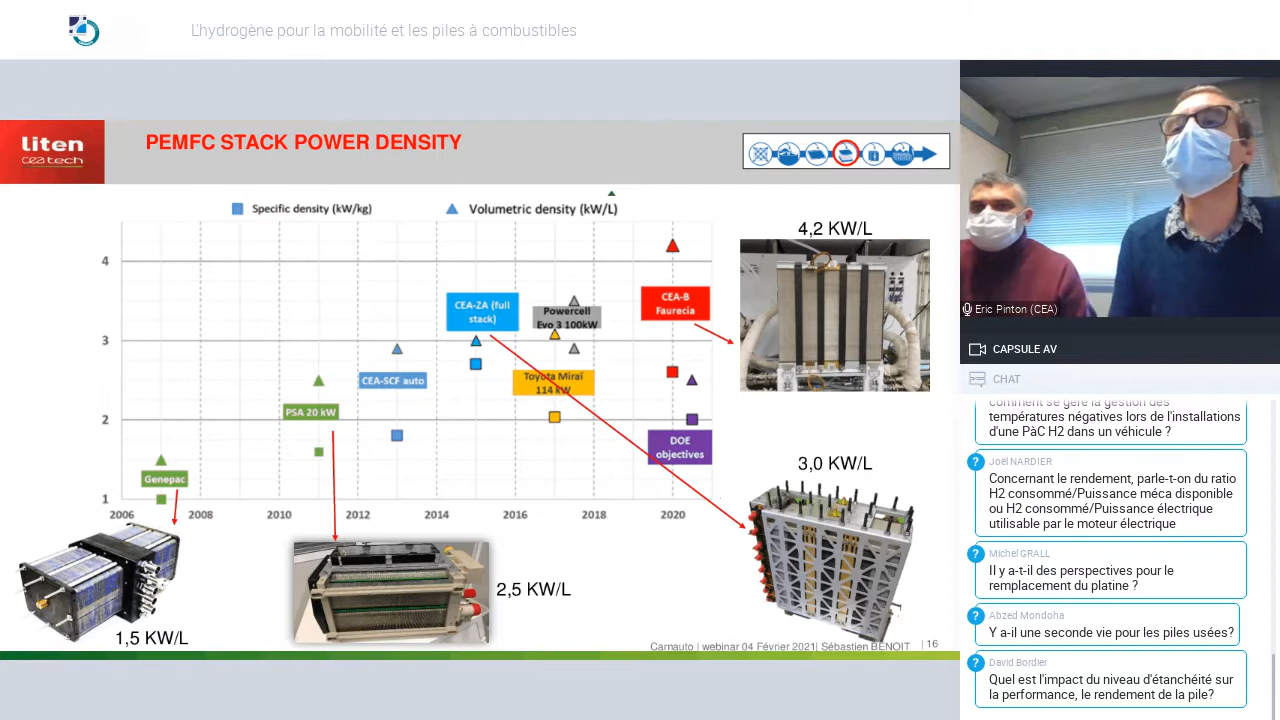 L'hydrogène pour la mobilité et les piles à combustibles
liten
ceatech
PEMFC STACK POWER DENSITY
Specific density (kW/kg)
Volumetric density (kW/L)
4
3
2
1
2006
2008
2010
2012
2014
2016
2018
2020
Genepac
PSA 20 kW
CEA-SCF auto
CEA-ZA (full
stack)
Powercell
Evo 3 100kW
Toyota Mirai
114 kW
CEA-B
Faurecia
DOE
objectives
4,2 KW/L
3,0 KW/L
2,5 KW/L
1,5 KW/L
Carnauto | webinar 04 Février 2021| Sébastien BENOIT
| 16
Eric Pinton (CEA)
CAPSULE AV
CHAT
comment se gère la gestion des
températures négatives lors de l'installations
d'une PàC H2 dans un véhicule ?
?
Joel NARDIER
Concernant le rendement, parle-t-on du ratio
H2 consommé/Puissance méca disponible
ou H2 consommé/Puissance électrique
utilisable par le moteur électrique
?
Michel GRALL
Il y a-t-il des perspectives pour le
remplacement du platine ?
?
Abzed Mondoha
Y a-il une seconde vie pour les piles usées?
?
David Bordier
Quel est l'impact du niveau d'étanchéité sur
la performance, le rendement de la pile?